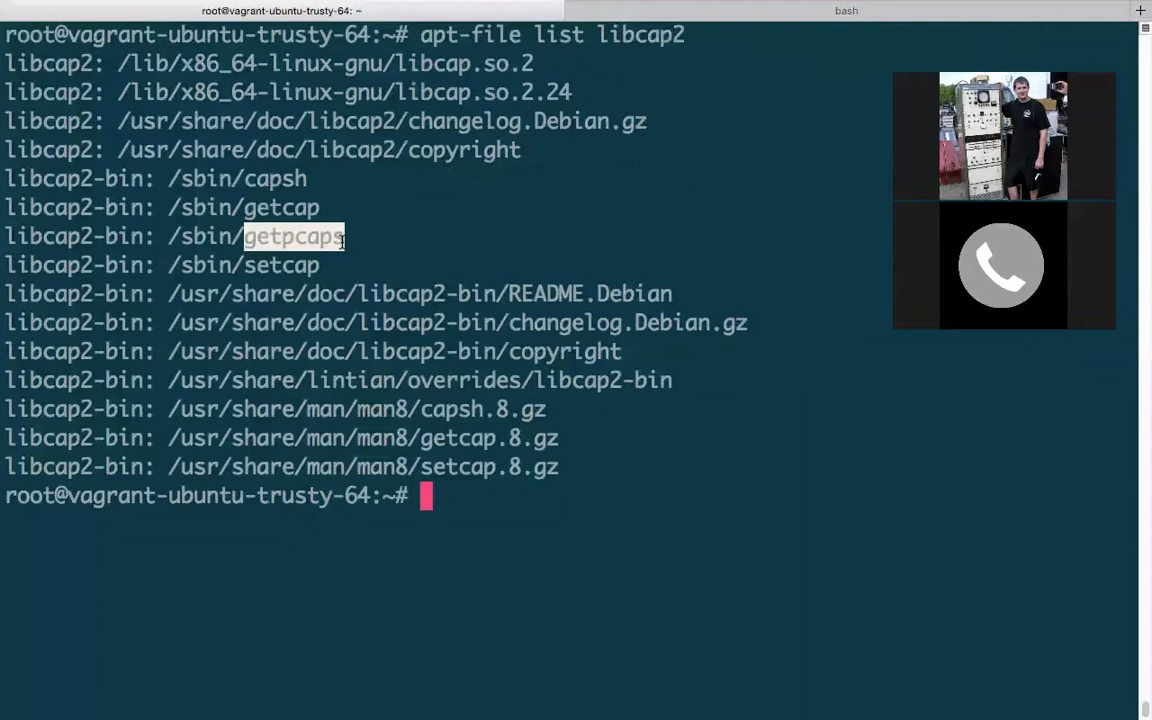 root@vagrant-ubuntu-trusty-64: ~
bash
root@vagrant-ubuntu-trusty-64:~# apt-file list libcap2
libcap2: /lib/x86_64-linux-gnu/libcap.so.2
libcap2: /lib/x86_64-linux-gnu/libcap.so.2.24
libcap2: /usr/share/doc/libcap2/changelog.Debian.gz
libcap2: /usr/share/doc/libcap2/copyright
libcap2-bin: /sbin/capsh
libcap2-bin: /sbin/getcap
libcap2-bin: /sbin/getpcaps
libcap2-bin: /sbin/setcap
libcap2-bin: /usr/share/doc/libcap2-bin/README.Debian
libcap2-bin: /usr/share/doc/libcap2-bin/changelog.Debian.gz
libcap2-bin: /usr/share/doc/libcap2-bin/copyright
libcap2-bin: /usr/share/lintian/overrides/libcap2-bin
libcap2-bin: /usr/share/man/man8/capsh.8.gz
libcap2-bin: /usr/share/man/man8/getcap.8.gz
libcap2-bin: /usr/share/man/man8/setcap.8.gz
root@vagrant-ubuntu-trusty-64:~#